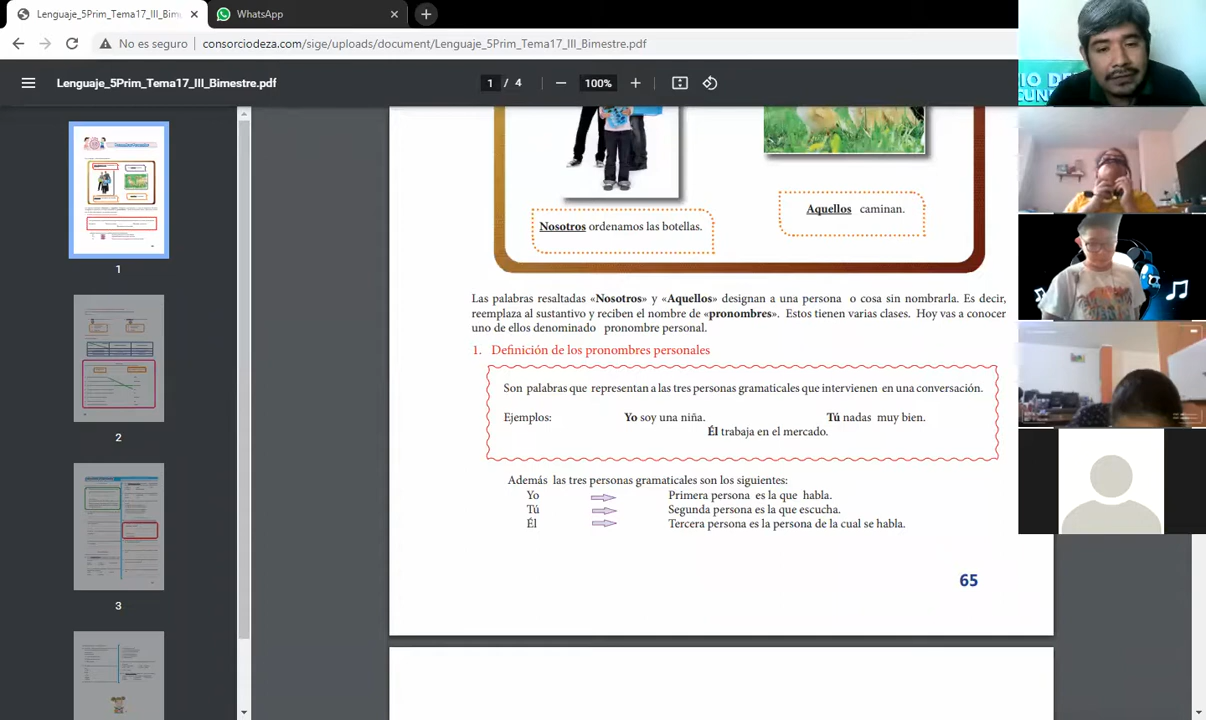 Lenguaje_5Prim_Tema17_III_Bim
WhatsApp
No es seguro
consorciodeza.com/sige/uploads/document/Lenguaje_5Prim_Tema17_III_Bimestre.pdf
Lenguaje_5Prim_Tema17_III_Bimestre.pdf
1 / 4
100%
1
2
3
Nosotros ordenamos las botellas.
Aquellos caminan.
Las palabras resaltadas «Nosotros» y «Aquellos» designan a una persona o cosa sin nombrarla. Es decir,
reemplaza al sustantivo y reciben el nombre de «pronombres». Estos tienen varias clases. Hoy vas a conocer
uno de ellos denominado pronombre personal.
1. Definición de los pronombres personales
Son palabras que representan a las tres personas gramaticales que intervienen en una conversación.
Ejemplos: Yo soy una niña. Tú nadas muy bien.
Él trabaja en el mercado.
Además las tres personas gramaticales son los siguientes:
Yo Primera persona es la que habla.
Tú Segunda persona es la que escucha.
Él Tercera persona es la persona de la cual se habla.
65